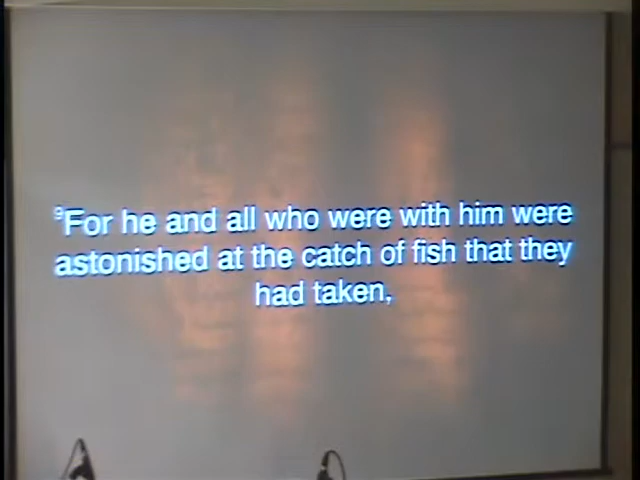 ⁹For he and all who were with him were
astonished at the catch of fish that they
had taken,